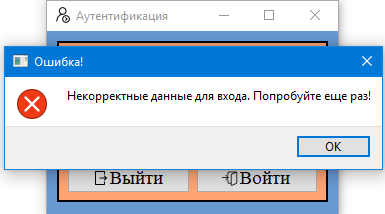 Аутентификация
Ошибка!
Некорректные данные для входа. Попробуйте еще раз!
OK
Выйти
Войти